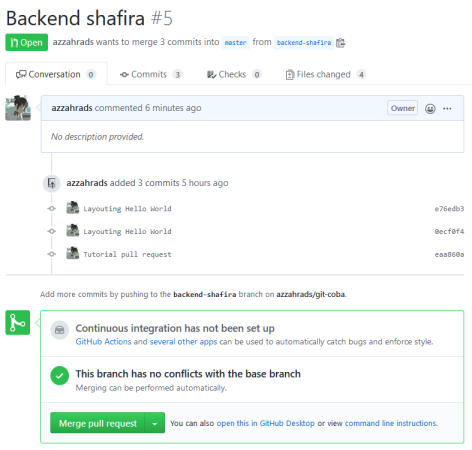 Backend shafira #5
Open azzahrads wants to merge 3 commits into master from backend-shafira
Conversation 0 Commits 3 Checks 0 Files changed 4
azzahrads commented 6 minutes ago Owner
No description provided.
azzahrads added 3 commits 5 hours ago
Layouting Hello World e76edb3
Layouting Hello World 0ecf0f4
Tutorial pull request eaa860a
Add more commits by pushing to the backend-shafira branch on azzahrads/git-coba.
Continuous integration has not been set up
GitHub Actions and several other apps can be used to automatically catch bugs and enforce style.
This branch has no conflicts with the base branch
Merging can be performed automatically.
Merge pull request You can also open this in GitHub Desktop or view command line instructions.